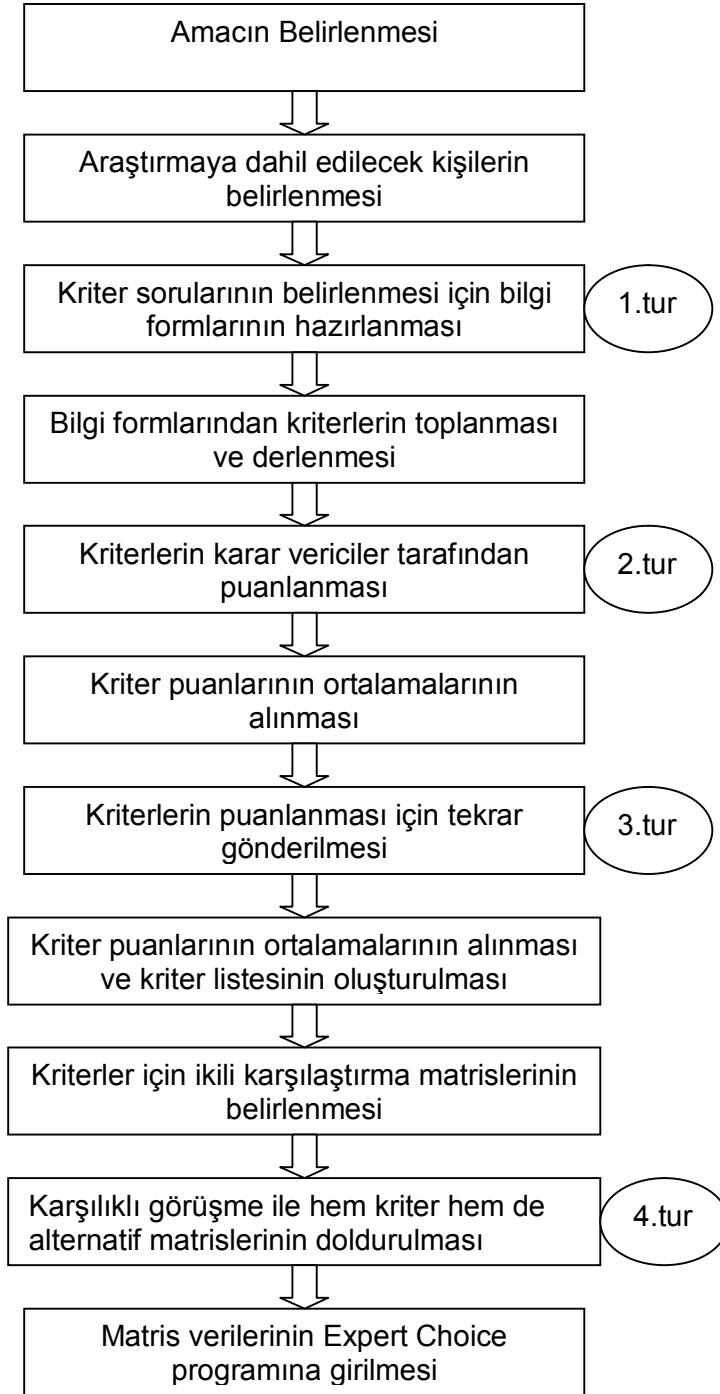 Amacın Belirlenmesi
Araştırmaya dahil edilecek kişilerin
belirlenmesi
Kriter sorularının belirlenmesi için bilgi
formlarının hazırlanması
1.tur
Bilgi formlarından kriterlerin toplanması
ve derlenmesi
Kriterlerin karar vericiler tarafından
puanlanması
2.tur
Kriter puanlarının ortalamalarının
alınması
Kriterlerin puanlanması için tekrar
gönderilmesi
3.tur
Kriter puanlarının ortalamalarının alınması
ve kriter listesinin oluşturulması
Kriterler için ikili karşılaştırma matrislerinin
belirlenmesi
Karşılıklı görüşme ile hem kriter hem de
alternatif matrislerinin doldurulması
4.tur
Matris verilerinin Expert Choice
programına girilmesi